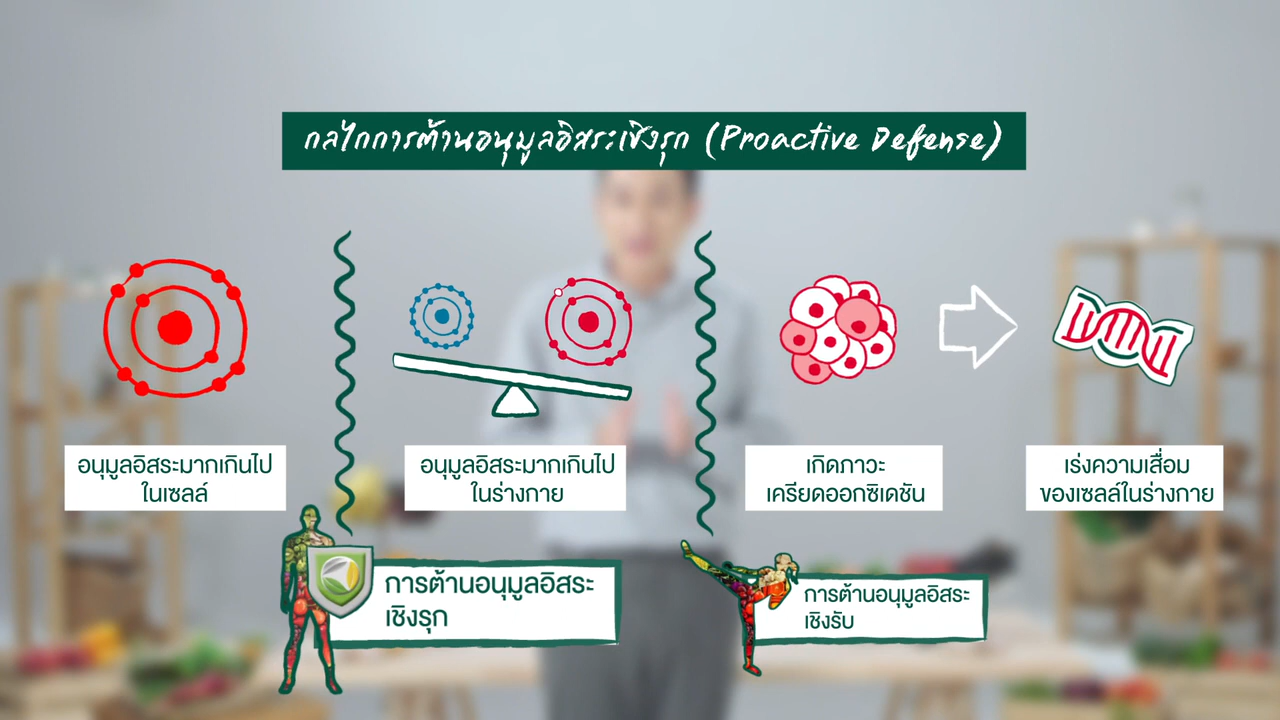 กลไกการต้านอนุมูลอิสระเชิงรุก (Proactive Defense)
อนุมูลอิสระมากเกินไป
ในเซลล์
อนุมูลอิสระมากเกินไป
ในร่างกาย
เกิดภาวะ
เครียดออกซิเดชัน
เร่งความเสื่อม
ของเซลล์ในร่างกาย
การต้านอนุมูลอิสระ
เชิงรุก
การต้านอนุมูลอิสระ
เชิงรับ